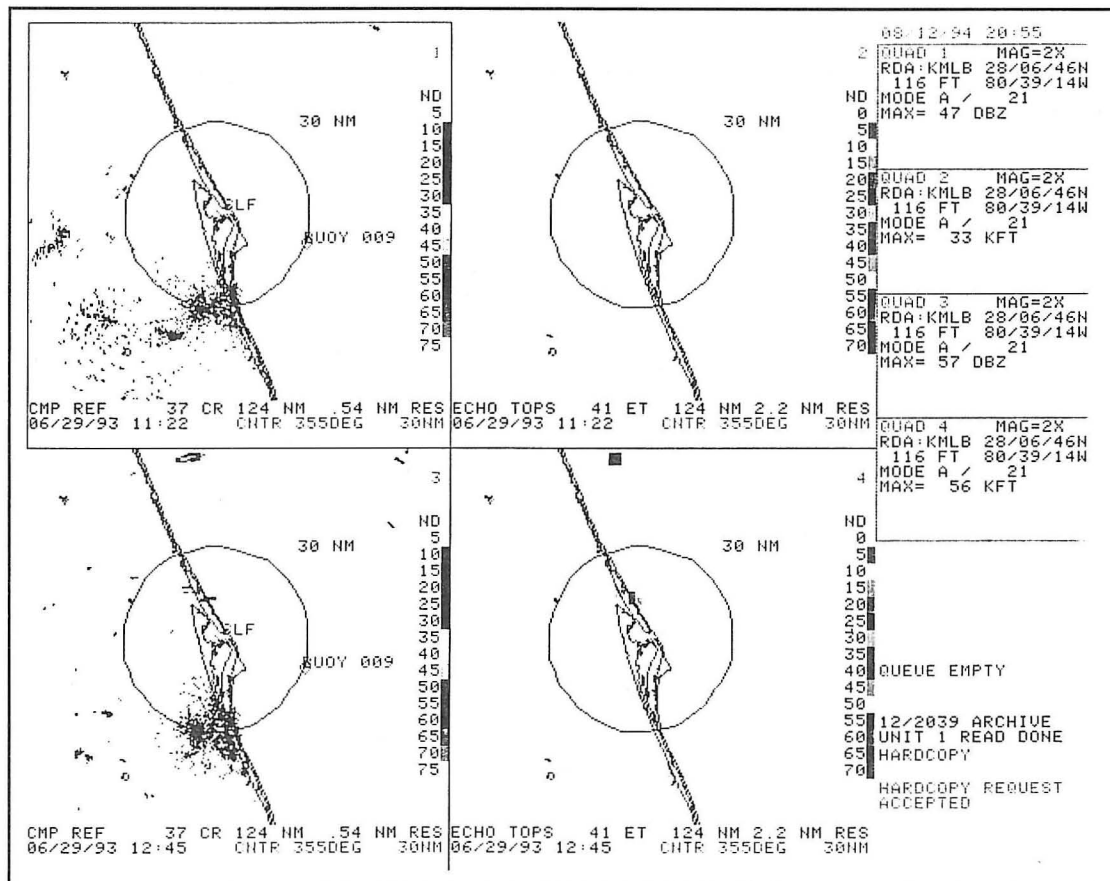 1
ND
5
10
15
20
25
30
35
40
45
50
55
60
65
70
75
30 NM
SLF
BUOY 009
CMP REF 37 CR 124 NM .54 NM RES
06/29/93 11:22 CNTR 355DEG 30NM
2
ND
0
5
10
15
20
25
30
35
40
45
50
55
60
65
70
30 NM
ECHO TOPS 41 ET 124 NM 2.2 NM RES
06/29/93 11:22 CNTR 355DEG 30NM
3
ND
5
10
15
20
25
30
35
40
45
50
55
60
65
70
75
30 NM
SLF
BUOY 009
CMP REF 37 CR 124 NM .54 NM RES
06/29/93 12:45 CNTR 355DEG 30NM
4
ND
0
5
10
15
20
25
30
35
40
45
50
55
60
65
70
30 NM
ECHO TOPS 41 ET 124 NM 2.2 NM RES
06/29/93 12:45 CNTR 355DEG 30NM
08/12/94 20:55
QUAD 1 MAG=2X
RDA:KMLB 28/06/46N
116 FT 80/39/14W
MODE A / 21
MAX= 47 DBZ
QUAD 2 MAG=2X
RDA:KMLB 28/06/46N
116 FT 80/39/14W
MODE A / 21
MAX= 33 KFT
QUAD 3 MAG=2X
RDA:KMLB 28/06/46N
116 FT 80/39/14W
MODE A / 21
MAX= 57 DBZ
QUAD 4 MAG=2X
RDA:KMLB 28/06/46N
116 FT 80/39/14W
MODE A / 21
MAX= 56 KFT
QUEUE EMPTY
12/2039 ARCHIVE
UNIT 1 READ DONE
HARDCOPY
HARDCOPY REQUEST
ACCEPTED